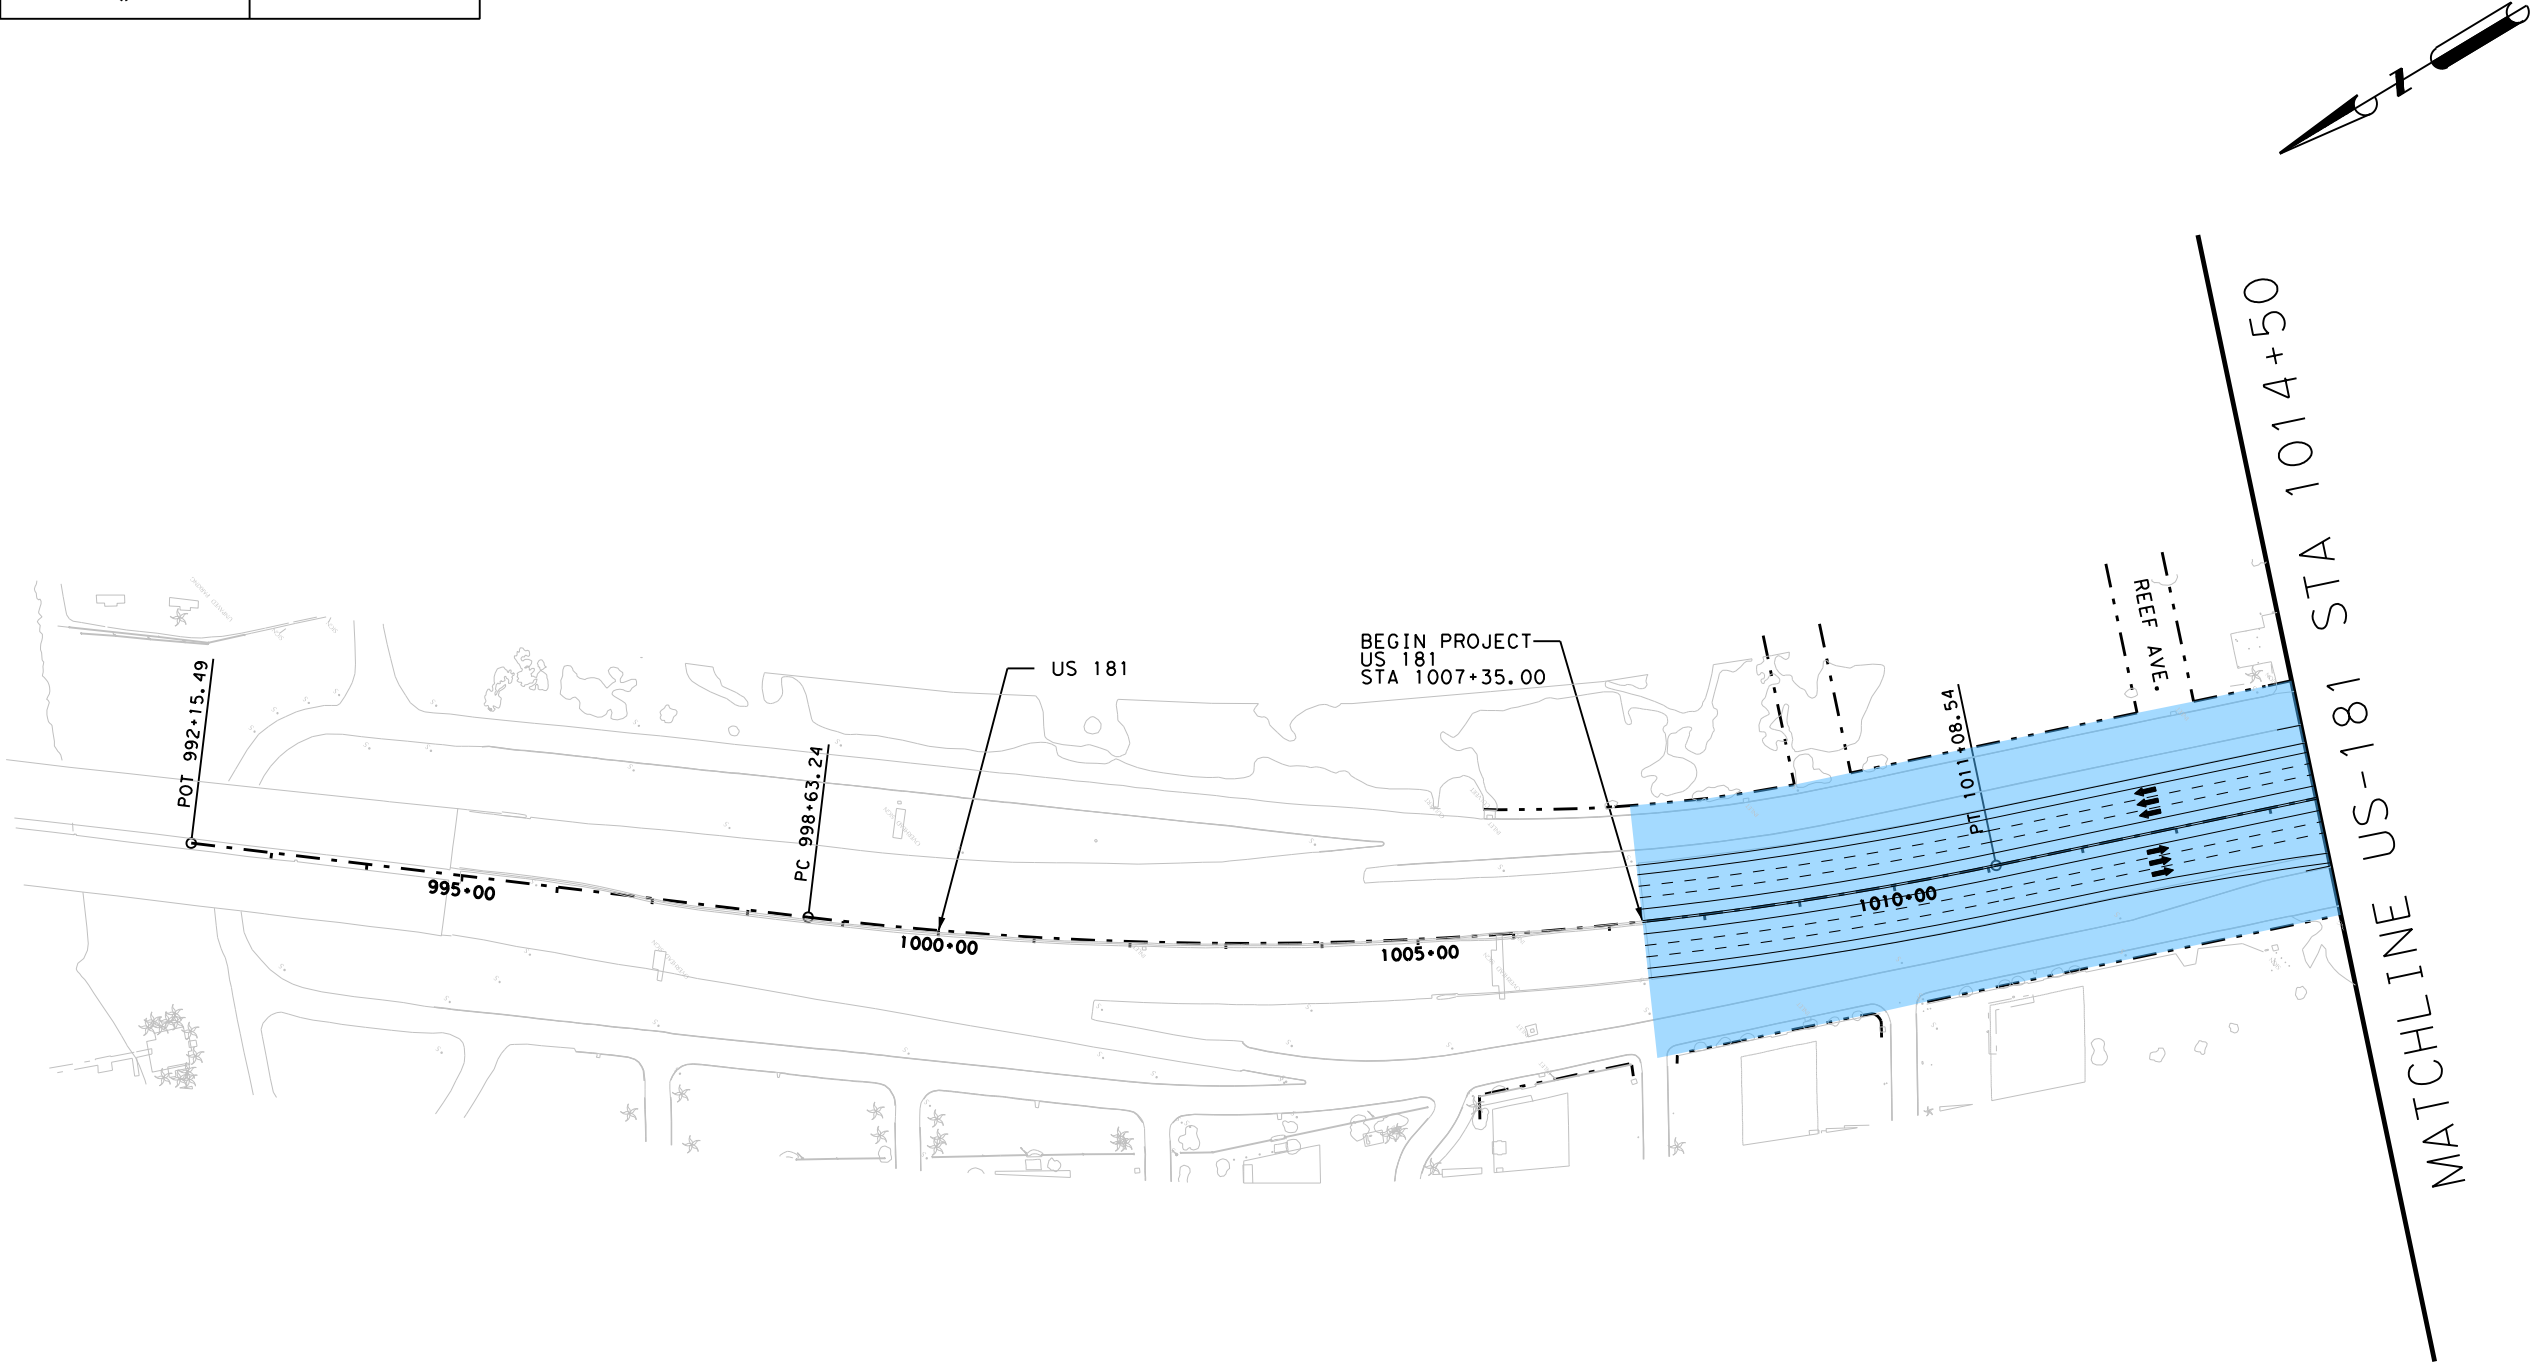 N
MATCHLINE US-181 STA 1014+50
REEF AVE.
BEGIN PROJECT
US 181
STA 1007+35.00
US 181
POT 992+15.49
PC 998+63.24
PT 1011+08.54
995+00
1000+00
1005+00
1010+00